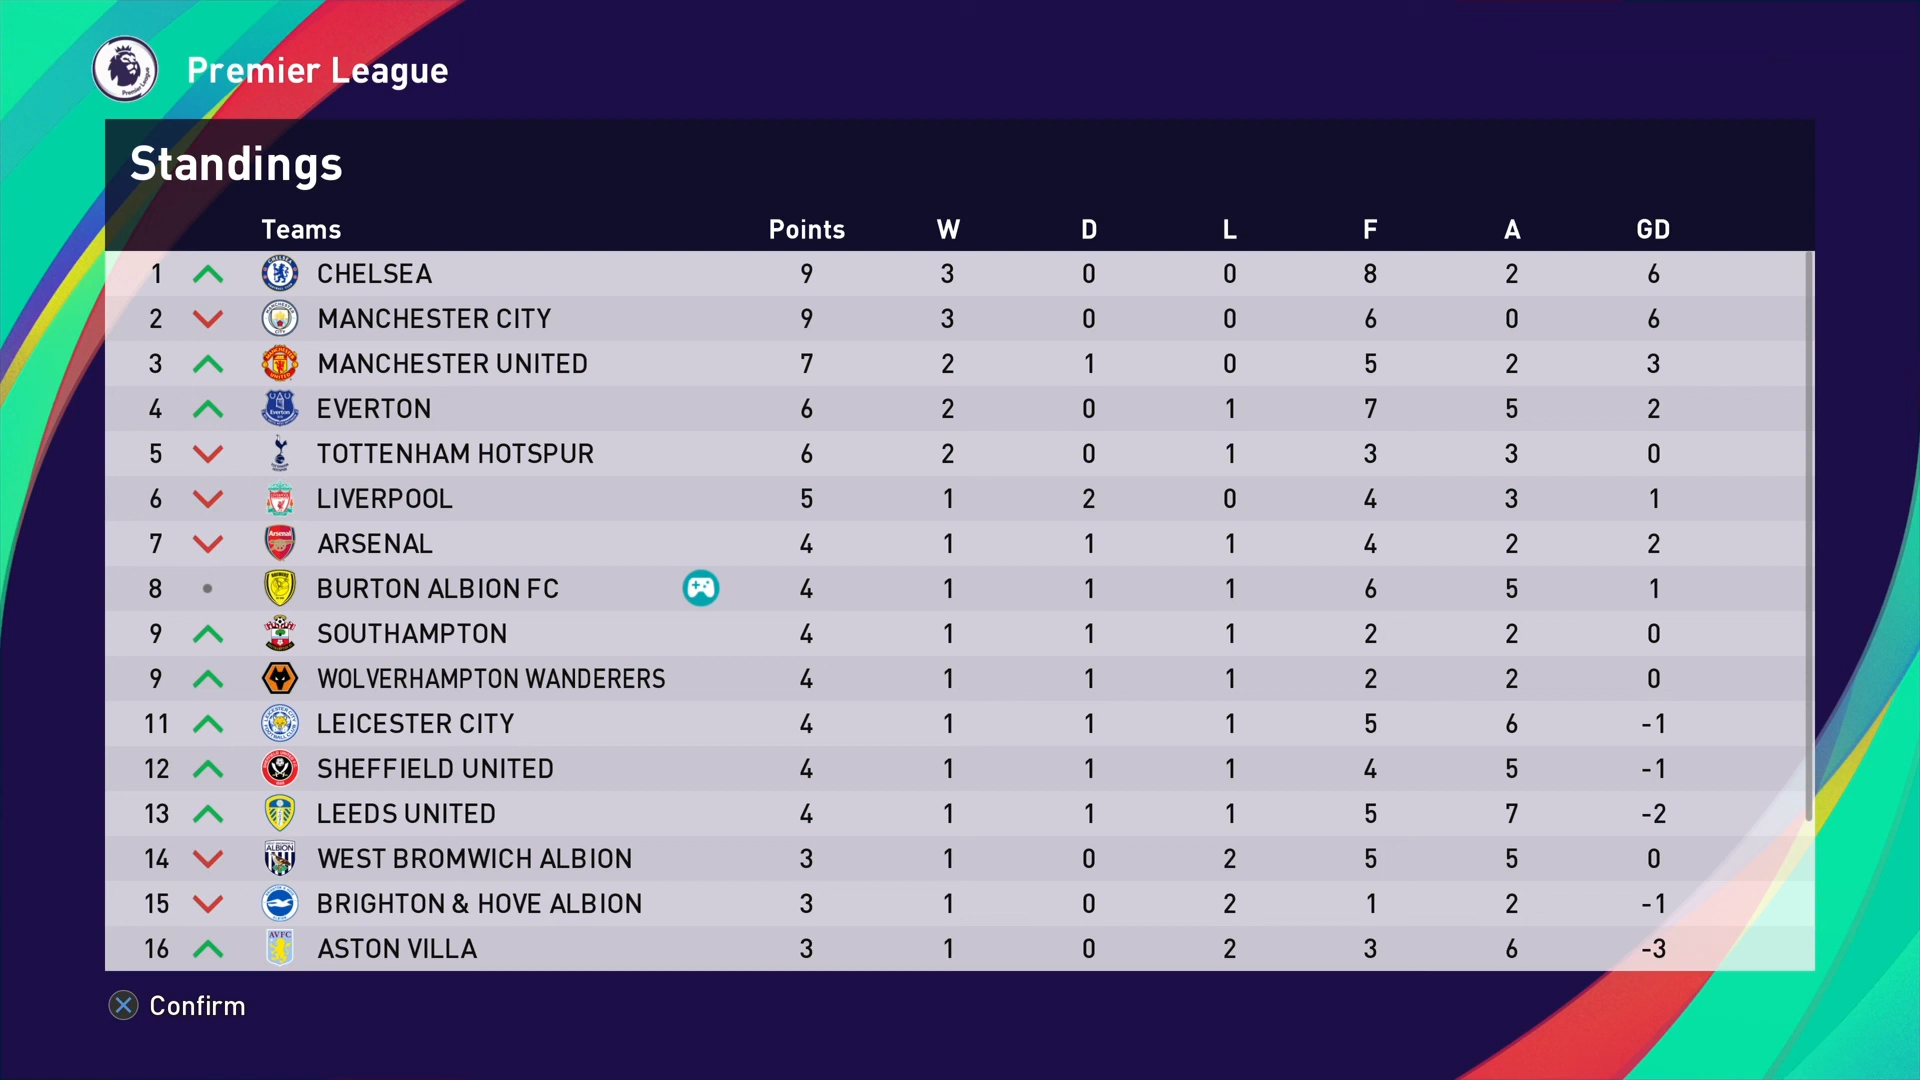 Premier League
Standings
Teams Points W D L F A GD
1 CHELSEA 9 3 0 0 8 2 6
2 MANCHESTER CITY 9 3 0 0 6 0 6
3 MANCHESTER UNITED 7 2 1 0 5 2 3
4 EVERTON 6 2 0 1 7 5 2
5 TOTTENHAM HOTSPUR 6 2 0 1 3 3 0
6 LIVERPOOL 5 1 2 0 4 3 1
7 ARSENAL 4 1 1 1 4 2 2
8 BURTON ALBION FC 4 1 1 1 6 5 1
9 SOUTHAMPTON 4 1 1 1 2 2 0
9 WOLVERHAMPTON WANDERERS 4 1 1 1 2 2 0
11 LEICESTER CITY 4 1 1 1 5 6 -1
12 SHEFFIELD UNITED 4 1 1 1 4 5 -1
13 LEEDS UNITED 4 1 1 1 5 7 -2
14 WEST BROMWICH ALBION 3 1 0 2 5 5 0
15 BRIGHTON & HOVE ALBION 3 1 0 2 1 2 -1
16 ASTON VILLA 3 1 0 2 3 6 -3
Confirm